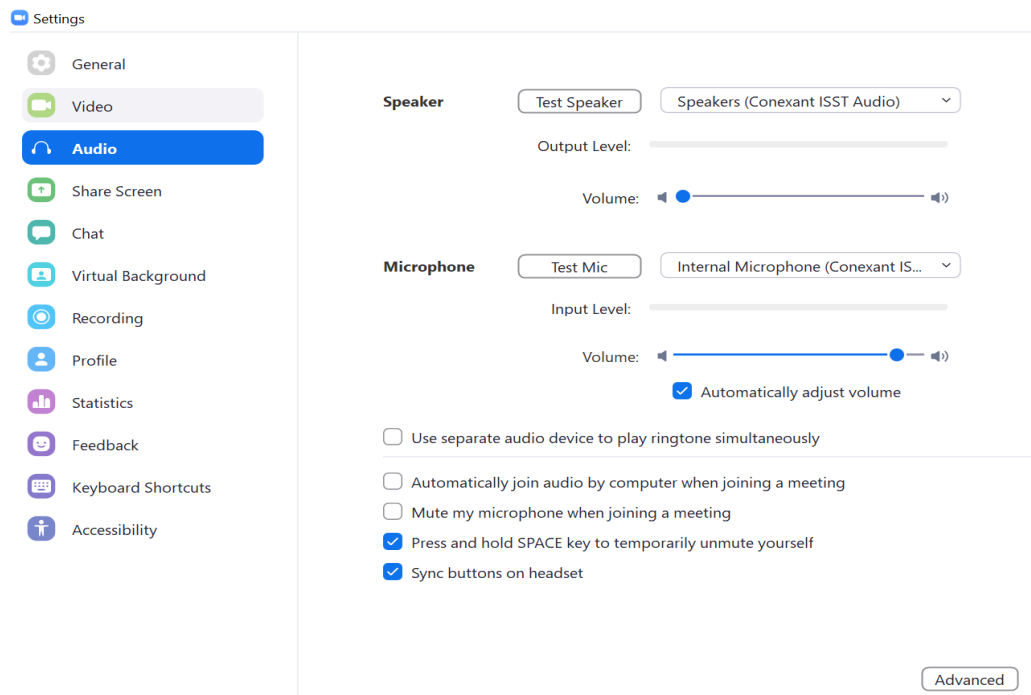 Settings
General
Video
Audio
Share Screen
Chat
Virtual Background
Recording
Profile
Statistics
Feedback
Keyboard Shortcuts
Accessibility
Speaker Test Speaker Speakers (Conexant ISST Audio)
Output Level:
Volume:
Microphone Test Mic Internal Microphone (Conexant IS...
Input Level:
Volume:
Automatically adjust volume
Use separate audio device to play ringtone simultaneously
Automatically join audio by computer when joining a meeting
Mute my microphone when joining a meeting
Press and hold SPACE key to temporarily unmute yourself
Sync buttons on headset
Advanced